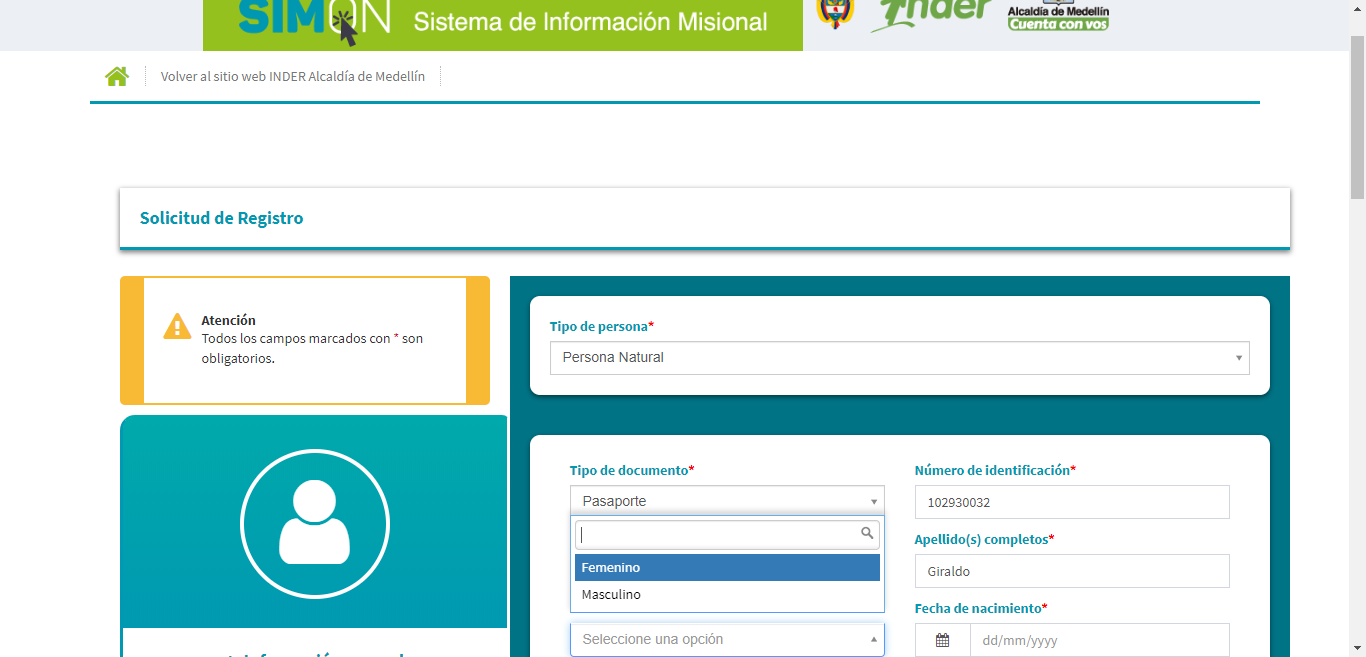 SIMON Sistema de Información Misional
inder
Alcaldía de Medellín
Cuenta con vos
Volver al sitio web INDER Alcaldía de Medellín
Solicitud de Registro
Atención
Todos los campos marcados con * son
obligatorios.
Tipo de persona*
Persona Natural
Tipo de documento*
Pasaporte
Número de identificación*
102930032
Femenino
Masculino
Apellido(s) completos*
Giraldo
Fecha de nacimiento*
Seleccione una opción
dd/mm/yyyy